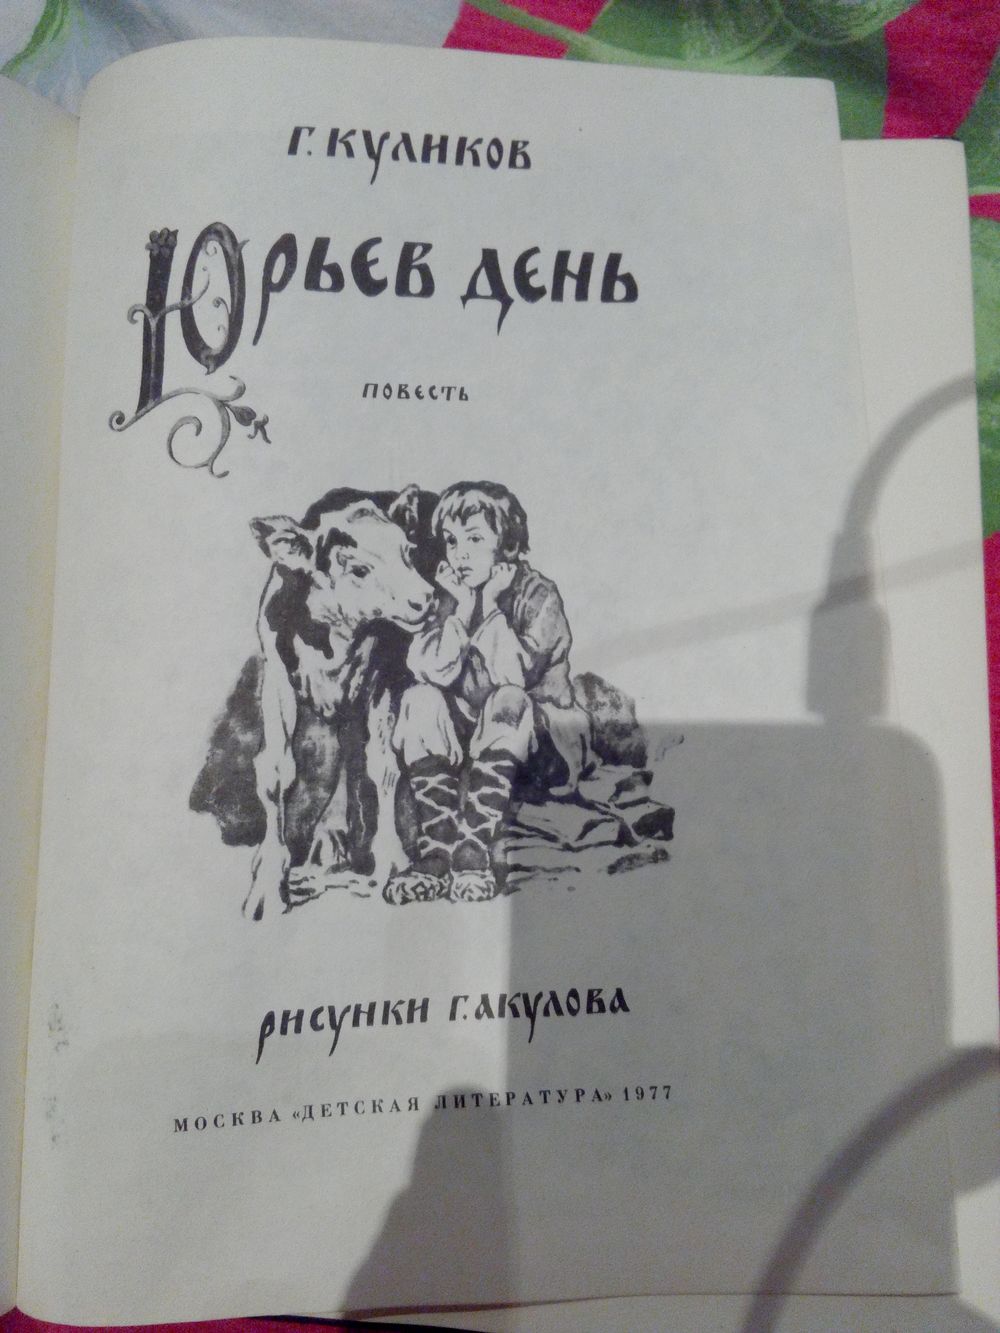 Г. КУЛИКОВ
ЮРЬЕВ ДЕНЬ
ПОВЕСТЬ
РИСУНКИ Г. АКУЛОВА
МОСКВА «ДЕТСКАЯ ЛИТЕРАТУРА» 1977